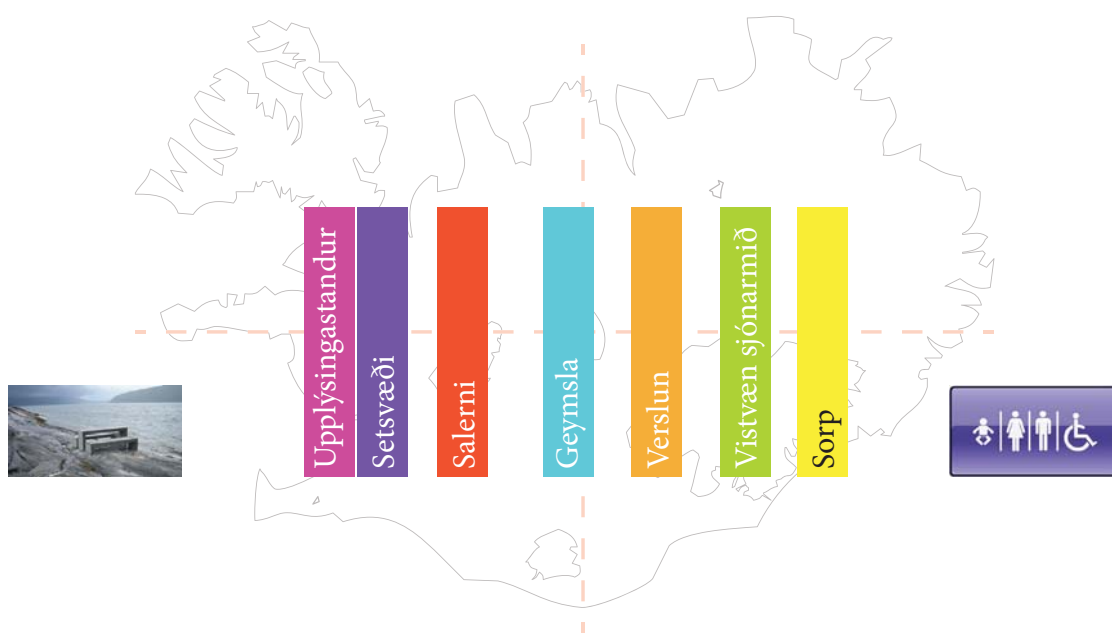 Upplýsingastandur
Setsvæði
Salerni
Geymsla
Verslun
Vistvæn sjónarmið
Sorp